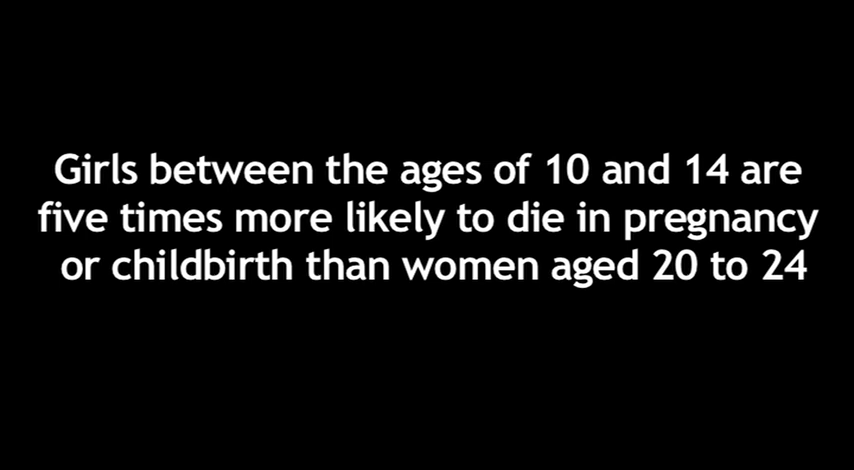 Girls between the ages of 10 and 14 are
five times more likely to die in pregnancy
or childbirth than women aged 20 to 24